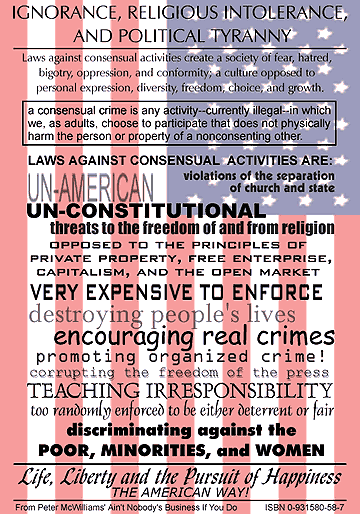 IGNORANCE, RELIGIOUS INTOLERANCE,
AND POLITICAL TYRANNY
Laws against consensual activities create a society of fear, hatred,
bigotry, oppression, and conformity; a culture opposed to
personal expression, diversity, freedom, choice, and growth.
a consensual crime is any activity--currently illegal--in which
we, as adults, choose to participate that does not physically
harm the person or property of a nonconsenting other.
LAWS AGAINST CONSENSUAL ACTIVITIES ARE:
UN-AMERICAN
violations of the separation
of church and state
UN-CONSTITUTIONAL
threats to the freedom of and from religion
OPPOSED TO THE PRINCIPLES OF
PRIVATE PROPERTY, FREE ENTERPRISE,
CAPITALISM, AND THE OPEN MARKET
VERY EXPENSIVE TO ENFORCE
destroying people's lives
encouraging real crimes
promoting organized crime!
corrupting the freedom of the press
TEACHING IRRESPONSIBILITY
too randomly enforced to be either deterrent or fair
discriminating against the
POOR, MINORITIES, and WOMEN
Life, Liberty and the Pursuit of Happiness
THE AMERICAN WAY!
From Peter McWilliams' Ain't Nobody's Business If You Do ISBN 0-931580-58-7